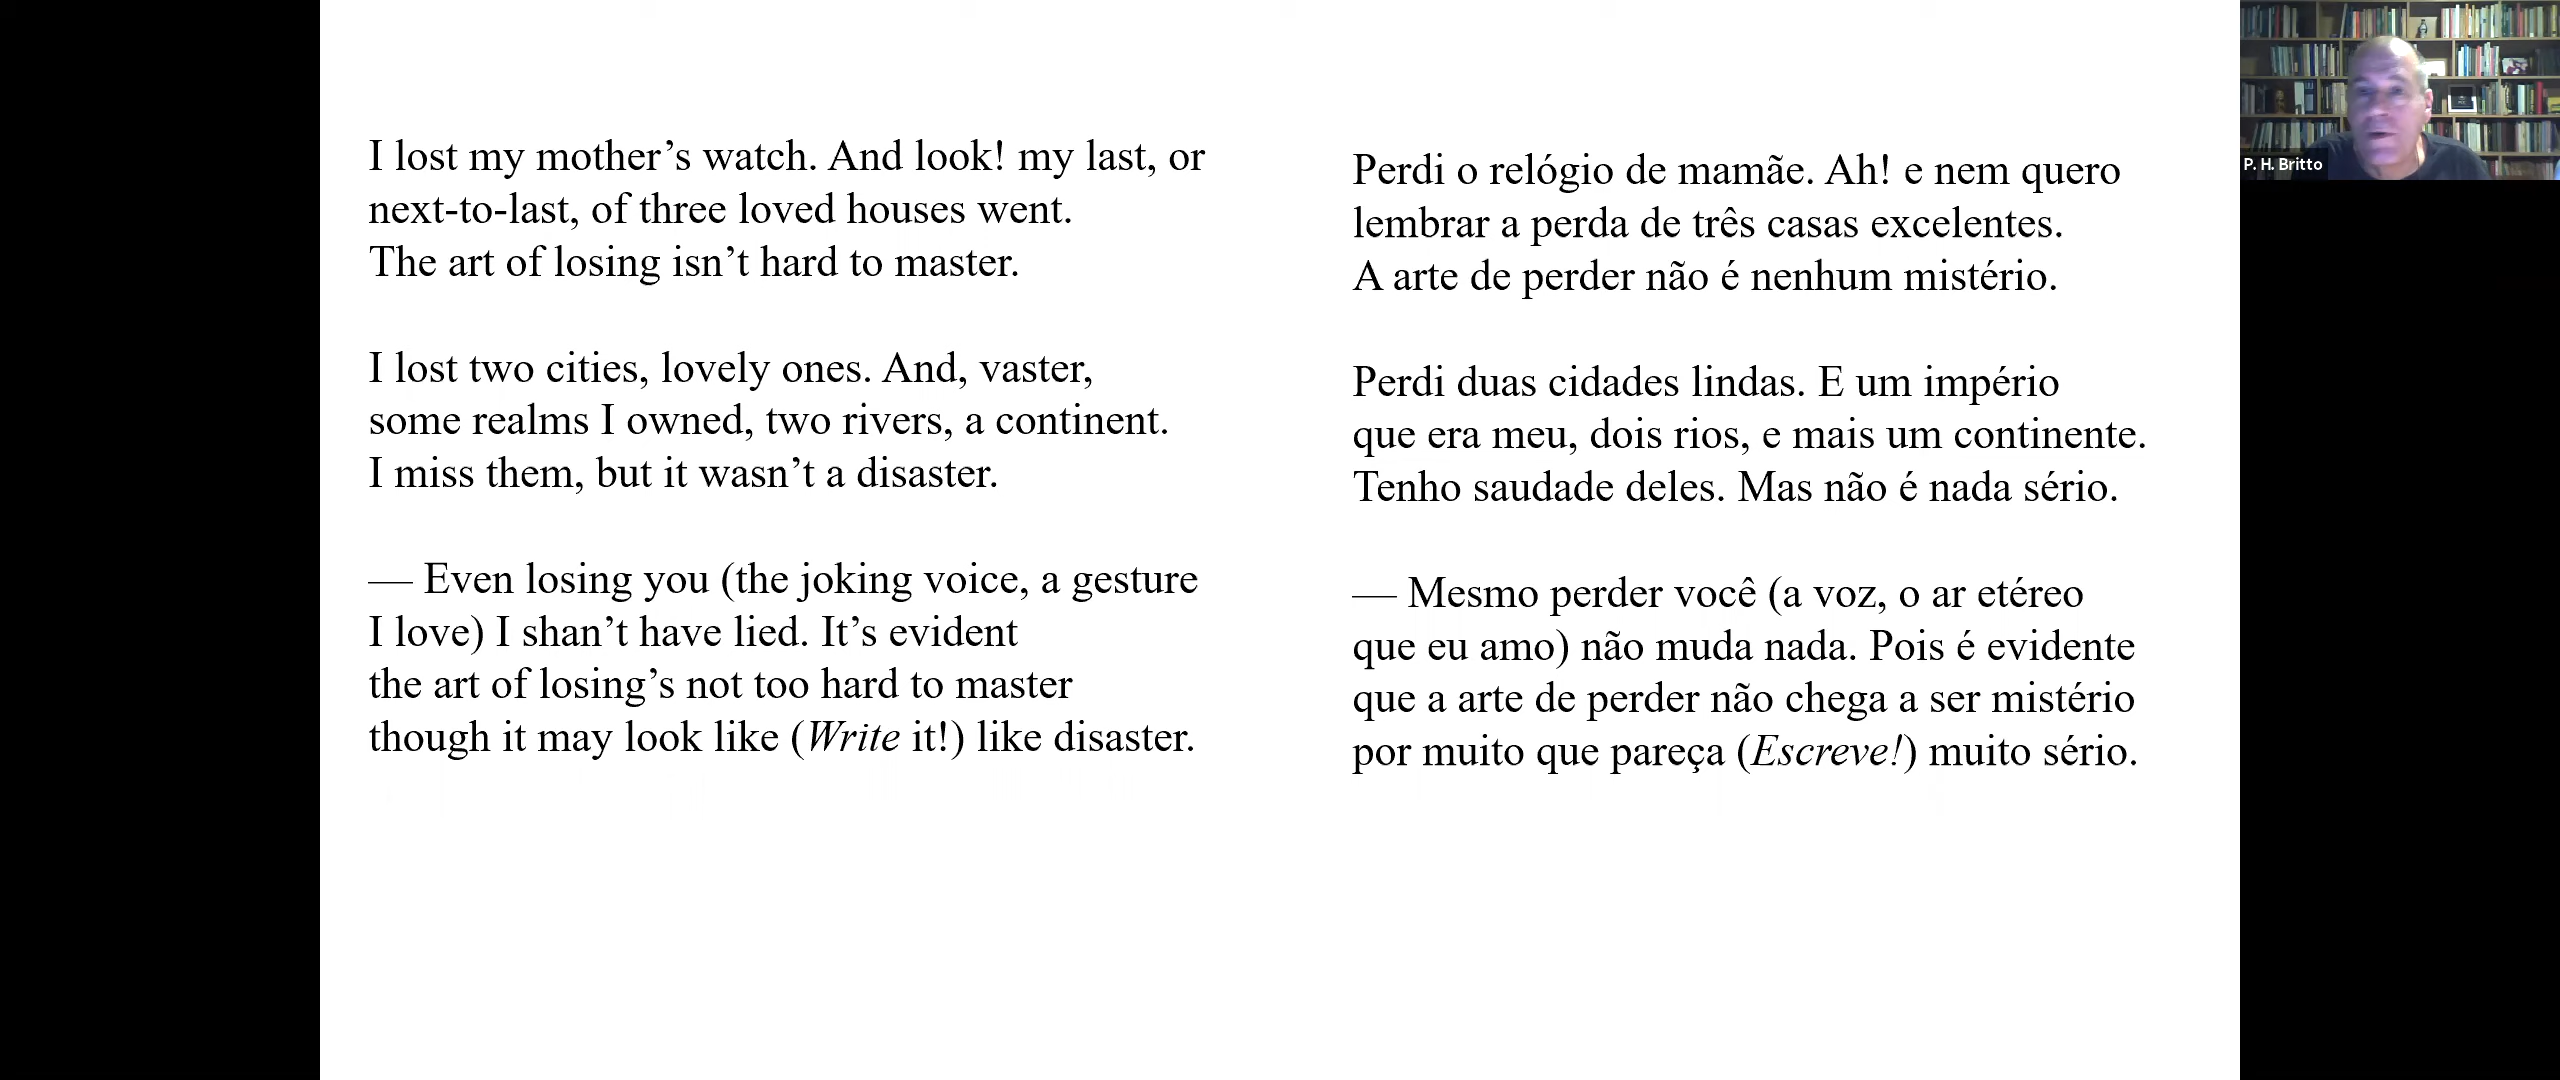 I lost my mother’s watch. And look! my last, or
next-to-last, of three loved houses went.
The art of losing isn’t hard to master.
I lost two cities, lovely ones. And, vaster,
some realms I owned, two rivers, a continent.
I miss them, but it wasn’t a disaster.
— Even losing you (the joking voice, a gesture
I love) I shan’t have lied. It’s evident
the art of losing’s not too hard to master
though it may look like (Write it!) like disaster.
Perdi o relógio de mamãe. Ah! e nem quero
lembrar a perda de três casas excelentes.
A arte de perder não é nenhum mistério.
Perdi duas cidades lindas. E um império
que era meu, dois rios, e mais um continente.
Tenho saudade deles. Mas não é nada sério.
— Mesmo perder você (a voz, o ar etéreo
que eu amo) não muda nada. Pois é evidente
que a arte de perder não chega a ser mistério
por muito que pareça (Escreve!) muito sério.
P. H. Britto